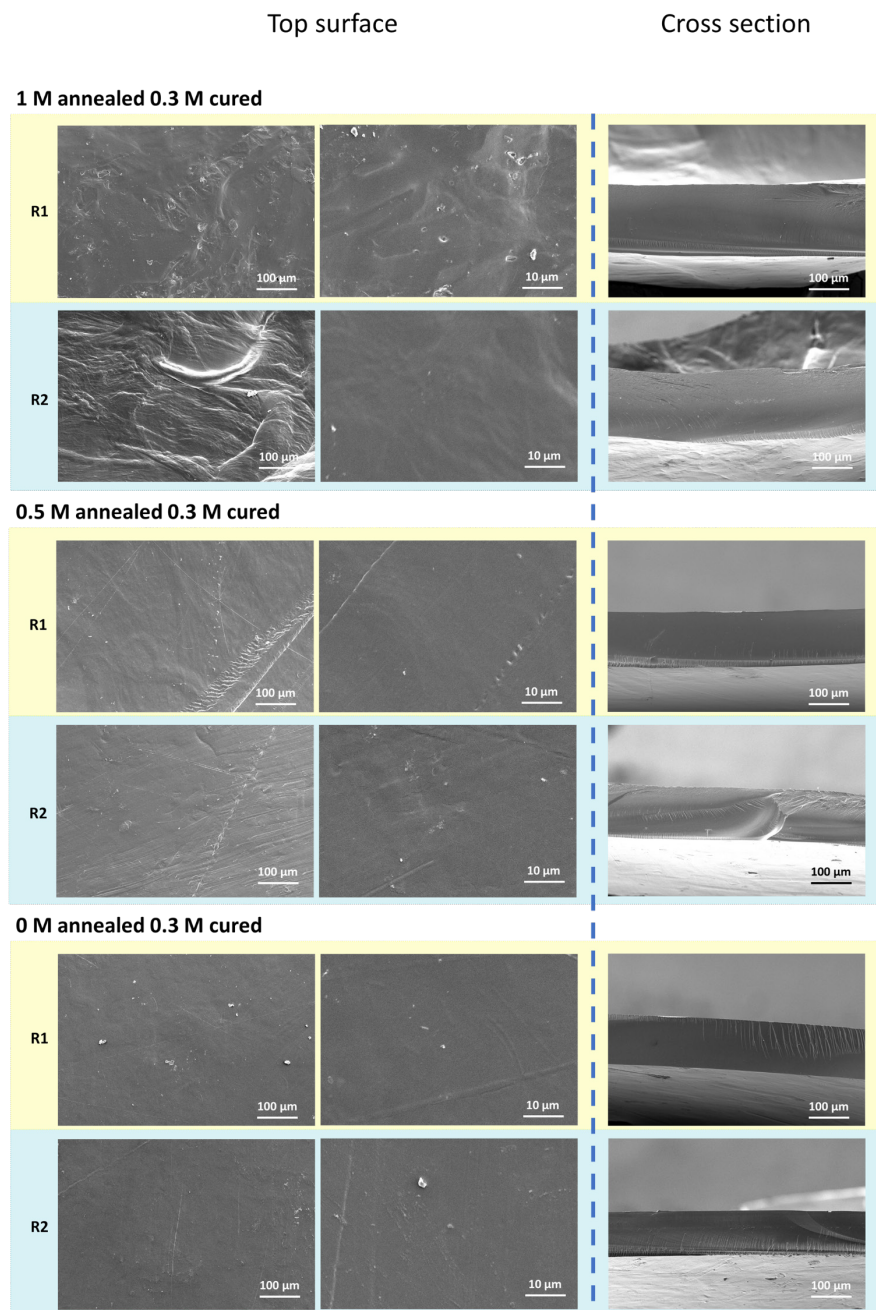 Top surface Cross section
1 M annealed 0.3 M cured
R1
100 µm 10 µm 100 µm
R2
100 µm 10 µm 100 µm
0.5 M annealed 0.3 M cured
R1
100 µm 10 µm 100 µm
R2
100 µm 10 µm 100 µm
0 M annealed 0.3 M cured
R1
100 µm 10 µm 100 µm
R2
100 µm 10 µm 100 µm